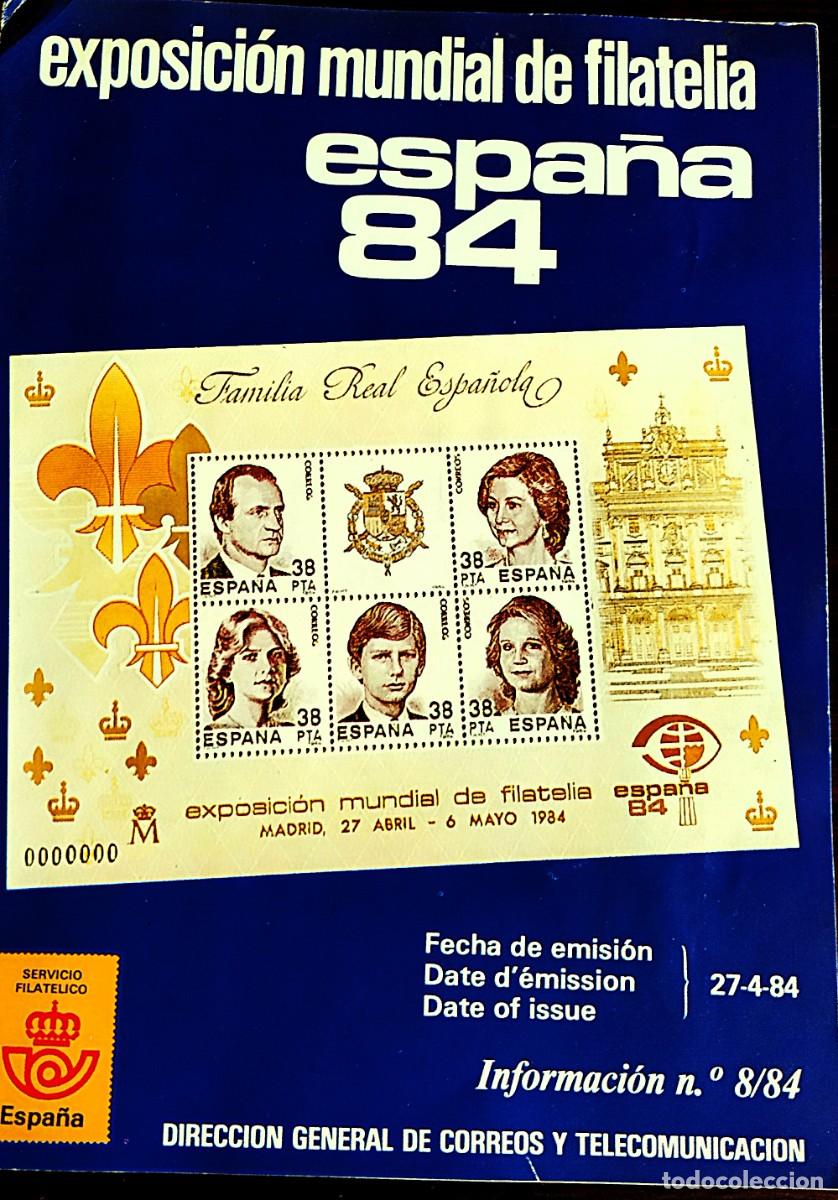 exposición mundial de filatelia
españa
84
Familia Real Española
CORREOS
38
PTA
ESPAÑA
CORREOS
38
PTA
ESPAÑA
CORREOS
38
PTA
ESPAÑA
CORREOS
38
PTA
ESPAÑA
CORREOS
38
PTA
ESPAÑA
exposición mundial de filatelia
MADRID, 27 ABRIL - 6 MAYO 1984
españa
84
M
0000000
Fecha de emisión
Date d'émission
Date of issue
27-4-84
SERVICIO
FILATELICO
España
Información n.º 8/84
DIRECCION GENERAL DE CORREOS Y TELECOMUNICACION
todocoleccion